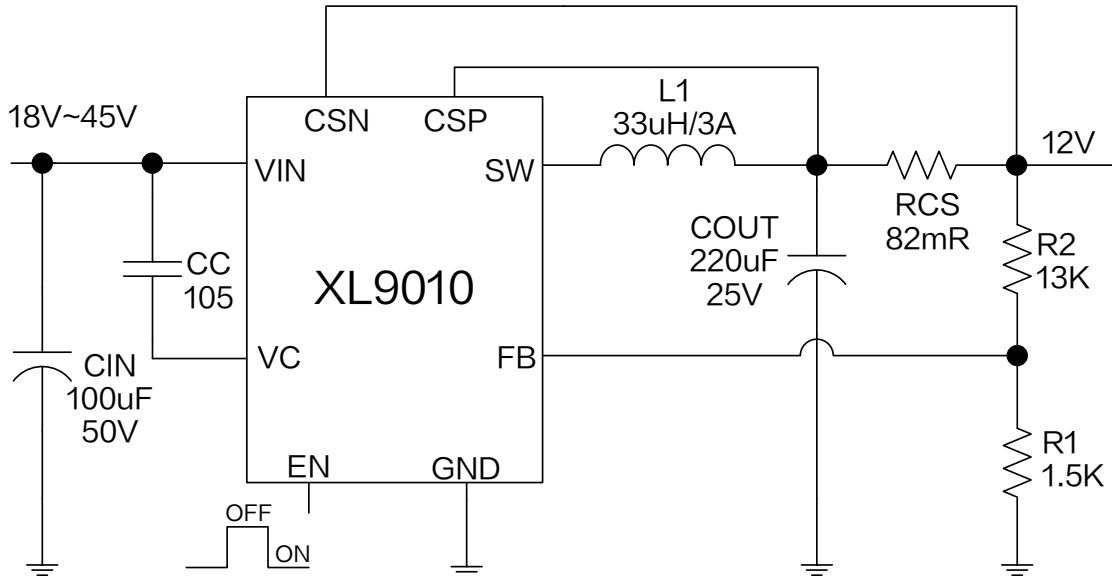 CSN
CSP
L1
33uH/3A
18V~45V
12V
VIN
SW
RCS
82mR
COUT
220uF
25V
R2
13K
CC
105
XL9010
VC
FB
CIN
100uF
50V
R1
1.5K
EN
GND
OFF
ON